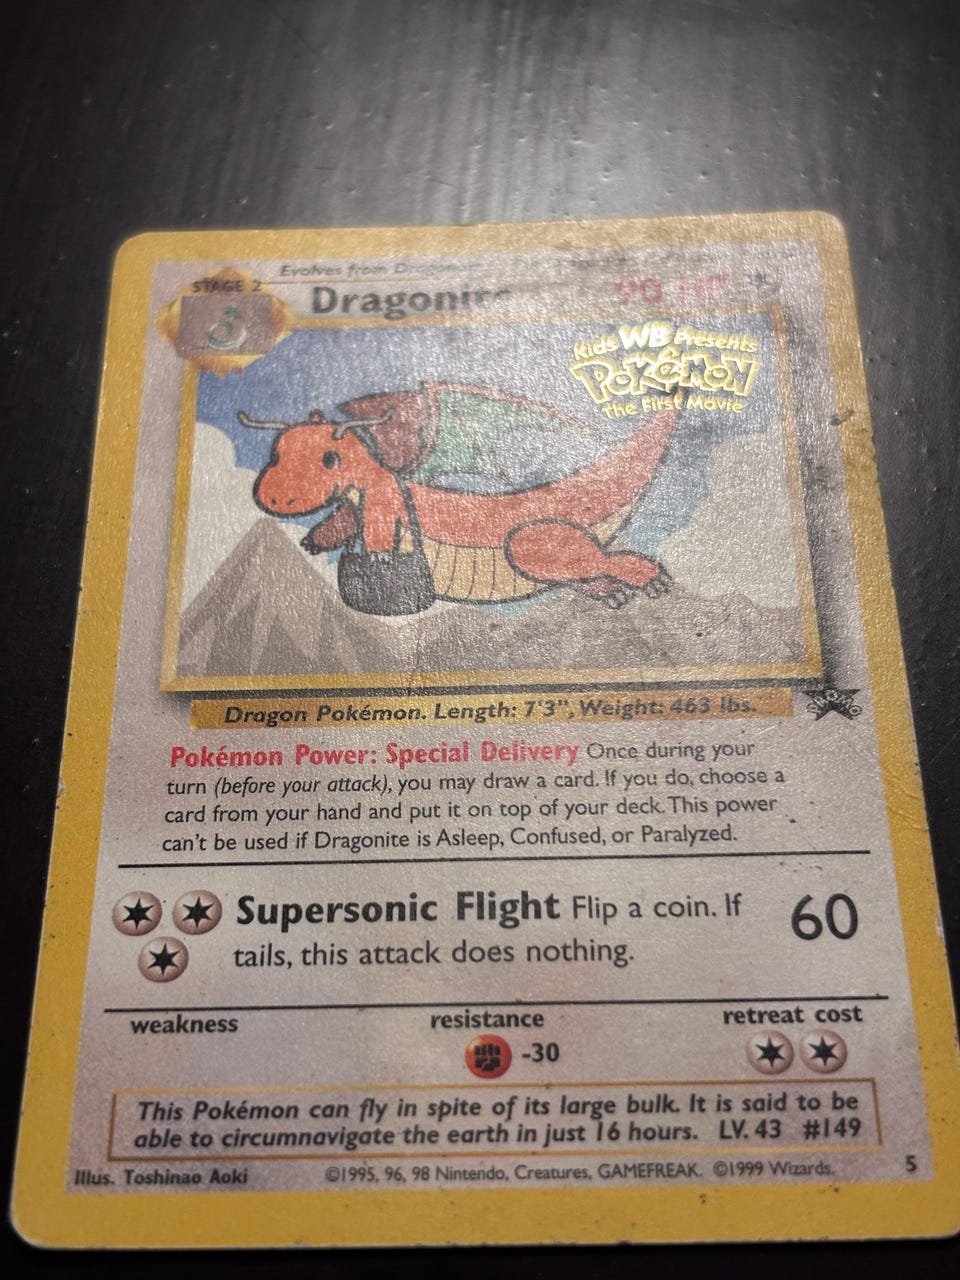 Evolves from Dragonair
STAGE 2
Dragonite
90 HP
Kids WB Presents
POKéMON
The First Movie
Dragon Pokémon. Length: 7'3", Weight: 463 lbs.
PROMO
Pokémon Power: Special Delivery Once during your
turn (before your attack), you may draw a card. If you do, choose a
card from your hand and put it on top of your deck. This power
can't be used if Dragonite is Asleep, Confused, or Paralyzed.
Supersonic Flight Flip a coin. If
tails, this attack does nothing.
60
weakness
resistance
retreat cost
-30
This Pokémon can fly in spite of its large bulk. It is said to be
able to circumnavigate the earth in just 16 hours. LV. 43 #149
Illus. Toshinao Aoki
©1995, 96, 98 Nintendo, Creatures, GAMEFREAK. ©1999 Wizards.
5